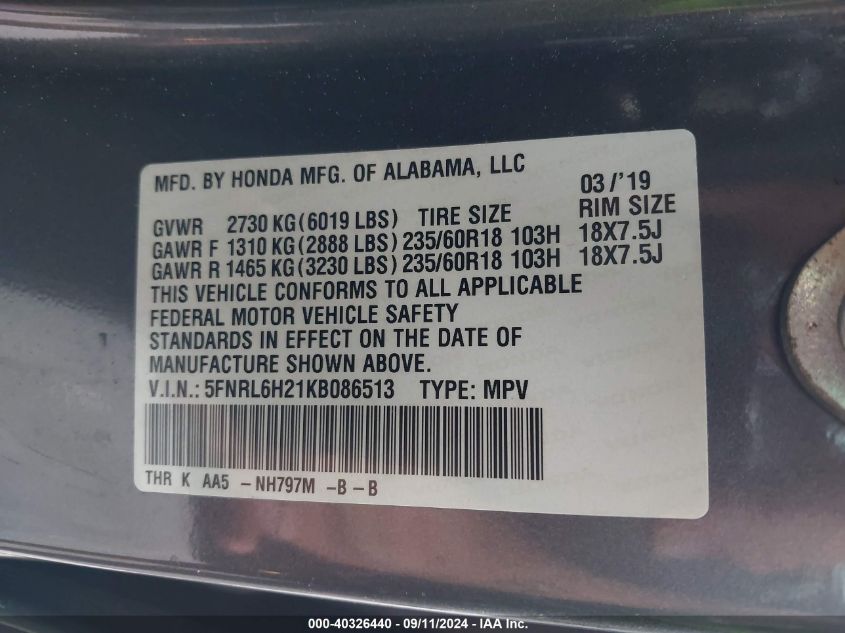 MFD. BY HONDA MFG. OF ALABAMA, LLC 03/'19
GVWR 2730 KG(6019 LBS) TIRE SIZE RIM SIZE
GAWR F 1310 KG(2888 LBS) 235/60R18 103H 18X7.5J
GAWR R 1465 KG(3230 LBS) 235/60R18 103H 18X7.5J
THIS VEHICLE CONFORMS TO ALL APPLICABLE
FEDERAL MOTOR VEHICLE SAFETY
STANDARDS IN EFFECT ON THE DATE OF
MANUFACTURE SHOWN ABOVE.
V.I.N.: 5FNRL6H21KB086513 TYPE: MPV
THR K AA5 - NH797M - B - B
000-40326440 - 09/11/2024 - IAA Inc.